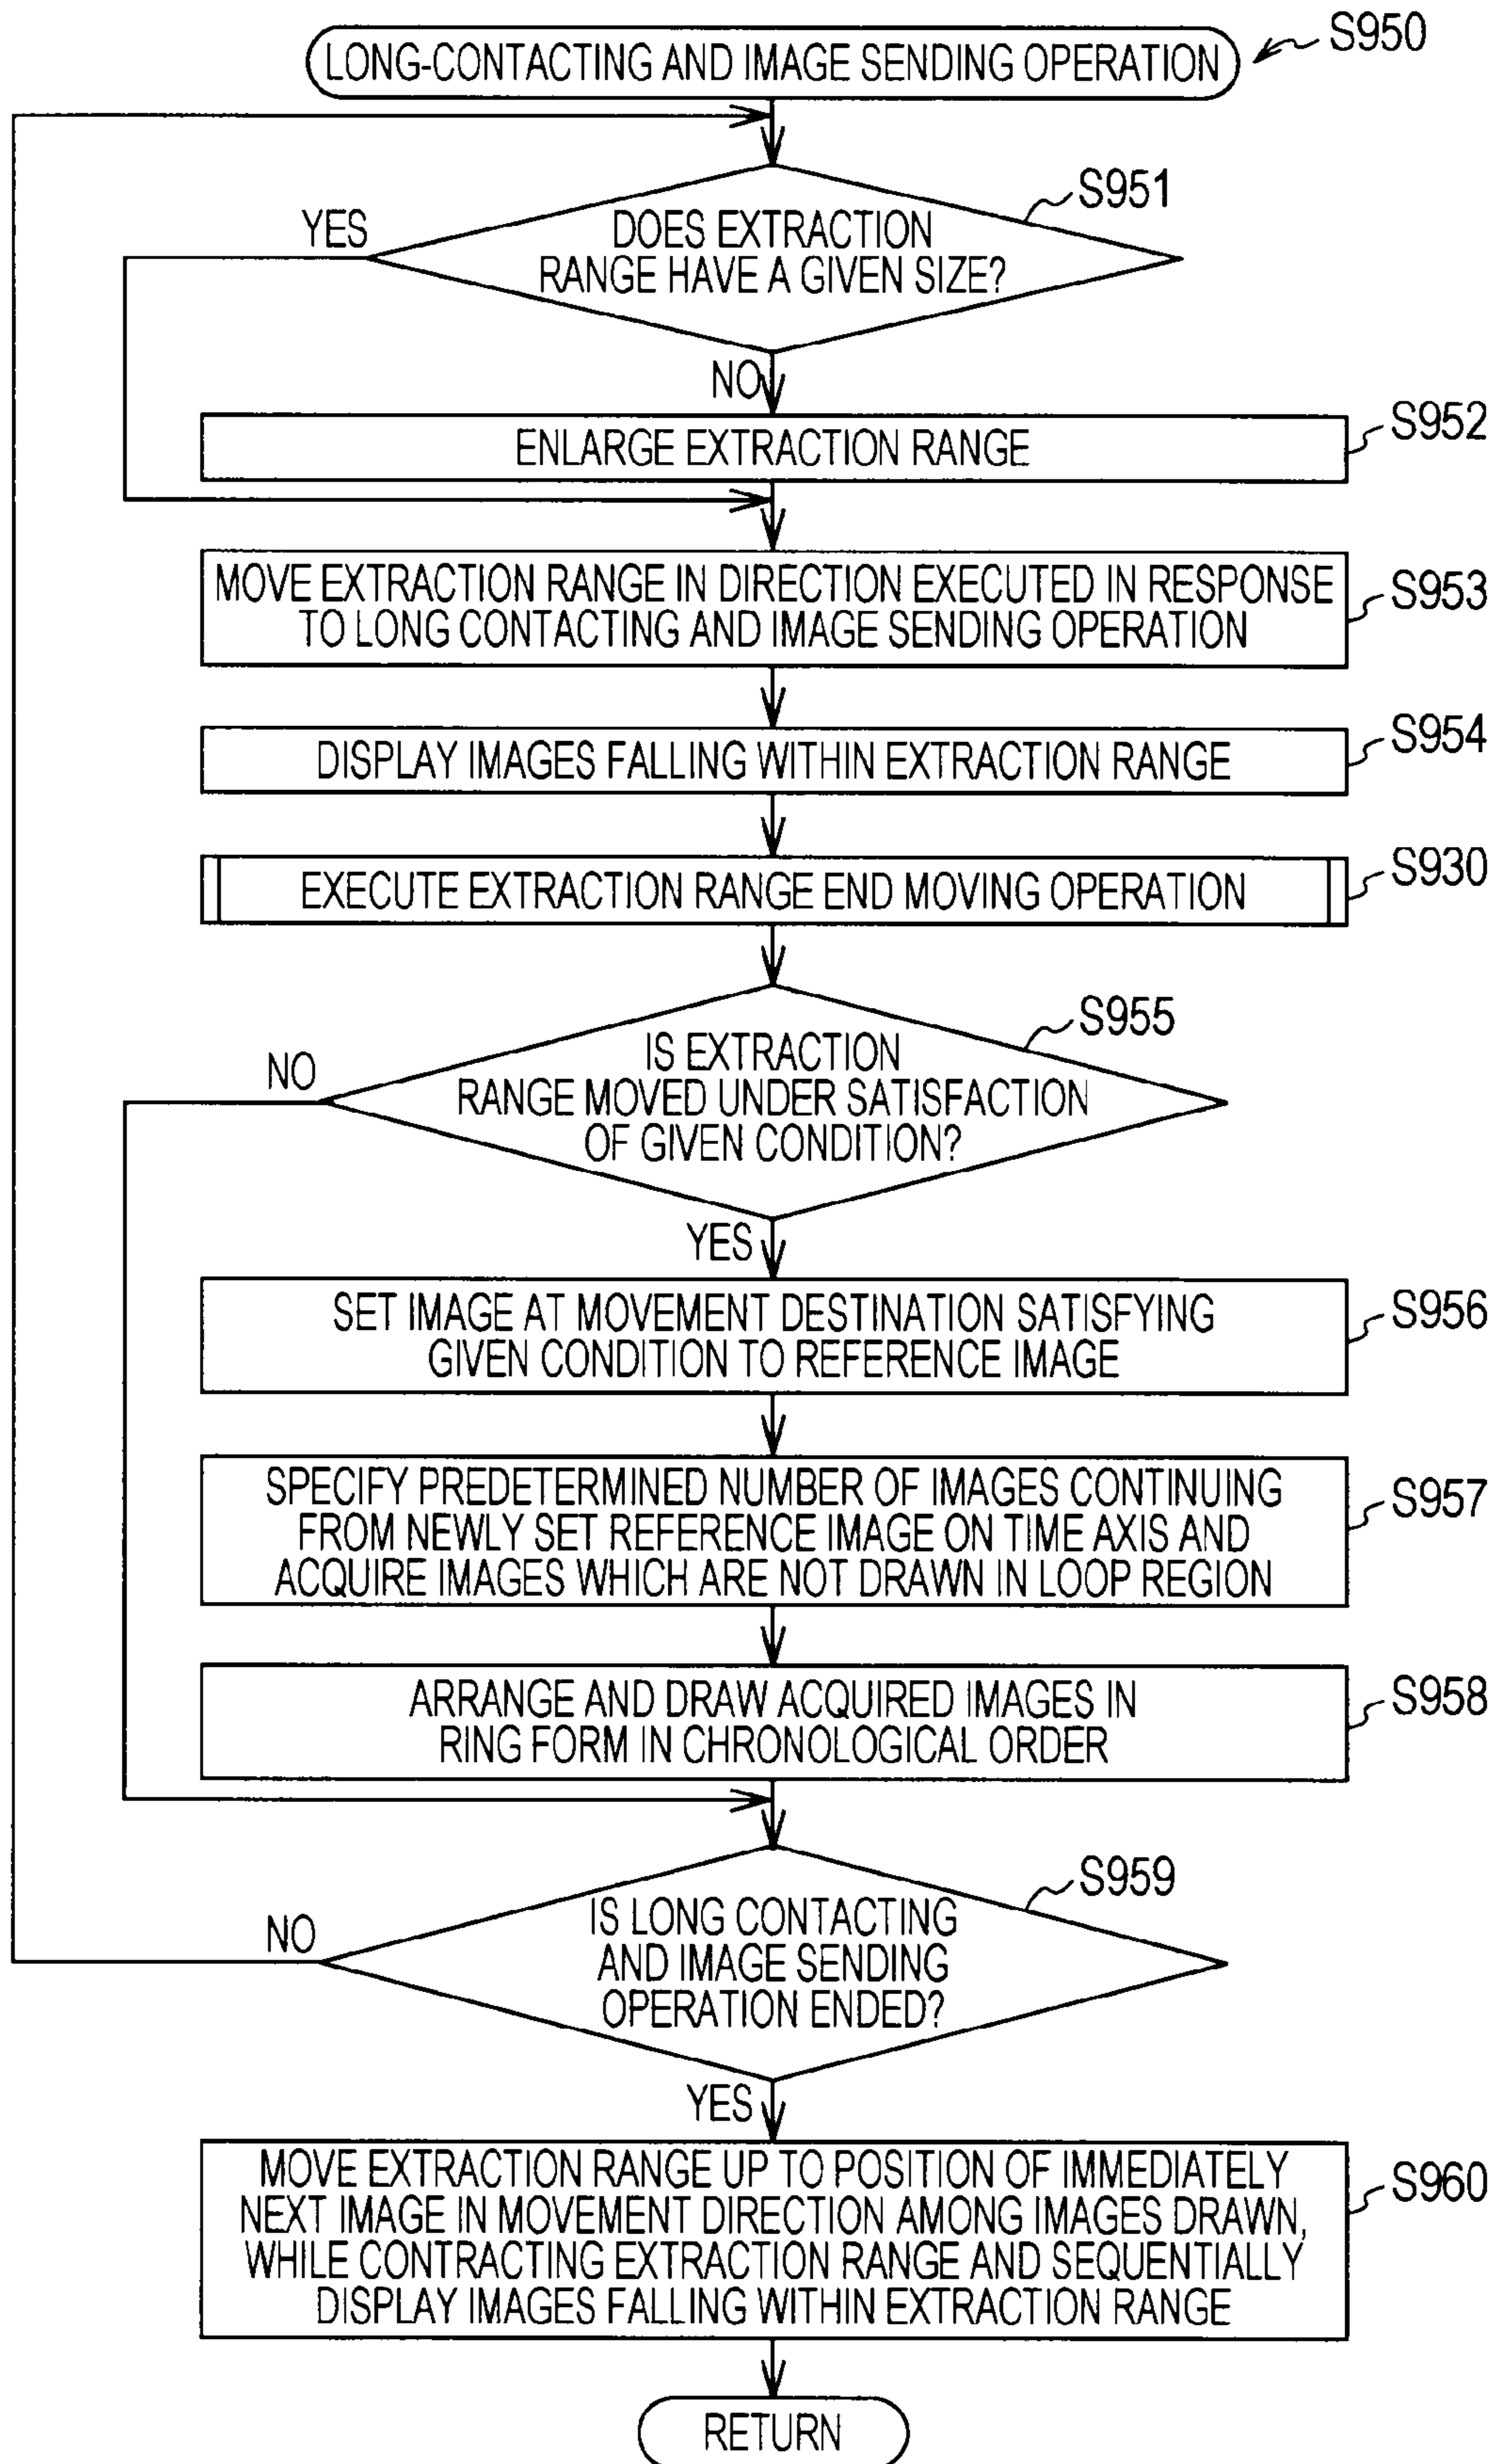 LONG-CONTACTING AND IMAGE SENDING OPERATION
S950
S951
YES
DOES EXTRACTION
RANGE HAVE A GIVEN SIZE?
NO
ENLARGE EXTRACTION RANGE
S952
MOVE EXTRACTION RANGE IN DIRECTION EXECUTED IN RESPONSE
TO LONG CONTACTING AND IMAGE SENDING OPERATION
S953
DISPLAY IMAGES FALLING WITHIN EXTRACTION RANGE
S954
EXECUTE EXTRACTION RANGE END MOVING OPERATION
S930
S955
NO
IS EXTRACTION
RANGE MOVED UNDER SATISFACTION
OF GIVEN CONDITION?
YES
SET IMAGE AT MOVEMENT DESTINATION SATISFYING
GIVEN CONDITION TO REFERENCE IMAGE
S956
SPECIFY PREDETERMINED NUMBER OF IMAGES CONTINUING
FROM NEWLY SET REFERENCE IMAGE ON TIME AXIS AND
ACQUIRE IMAGES WHICH ARE NOT DRAWN IN LOOP REGION
S957
ARRANGE AND DRAW ACQUIRED IMAGES IN
RING FORM IN CHRONOLOGICAL ORDER
S958
S959
NO
IS LONG CONTACTING
AND IMAGE SENDING
OPERATION ENDED?
YES
MOVE EXTRACTION RANGE UP TO POSITION OF IMMEDIATELY
NEXT IMAGE IN MOVEMENT DIRECTION AMONG IMAGES DRAWN,
WHILE CONTRACTING EXTRACTION RANGE AND SEQUENTIALLY
DISPLAY IMAGES FALLING WITHIN EXTRACTION RANGE
S960
RETURN